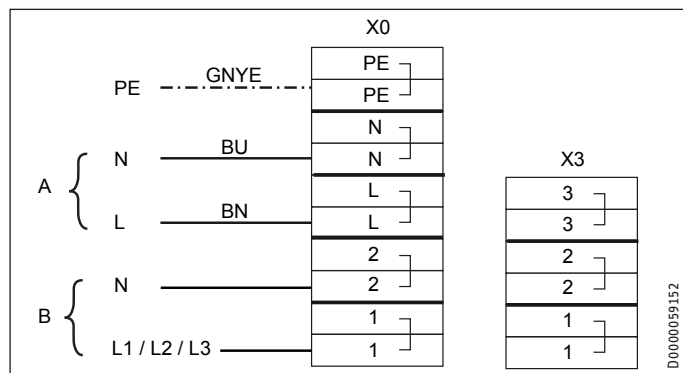 X0
PE
GNYE
PE
PE
N
A
N
BU
N
X3
L
3
L
BN
L
3
2
2
B
N
2
2
1
1
L1 / L2 / L3
1
1
D0000059152